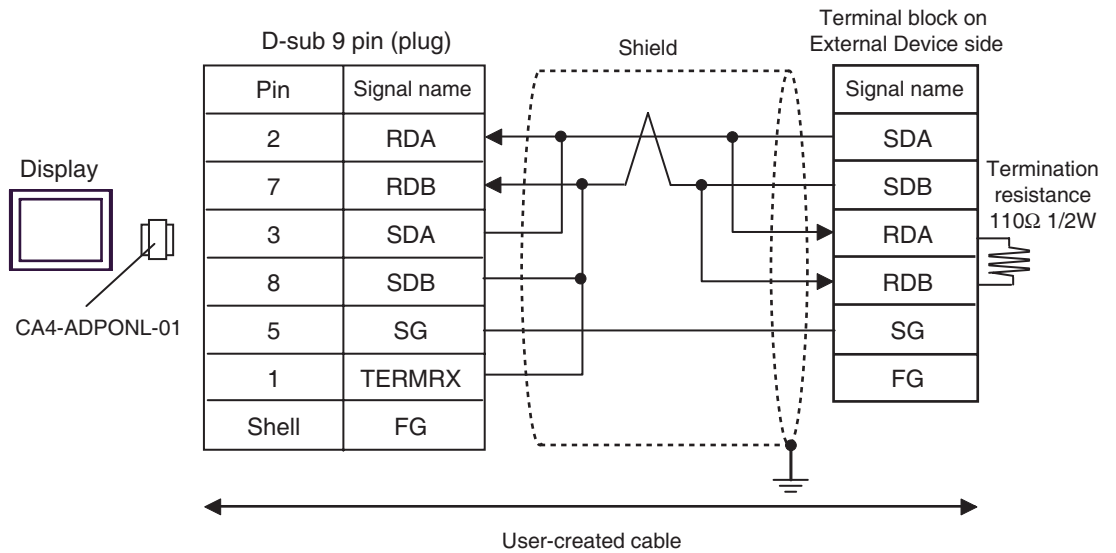 D-sub 9 pin (plug)
Shield
Terminal block on
External Device side
Pin Signal name
2 RDA
7 RDB
3 SDA
8 SDB
5 SG
1 TERMRX
Shell FG
Display
CA4-ADPONL-01
Signal name
SDA
SDB
RDA
RDB
SG
FG
Termination
resistance
110Ω 1/2W
User-created cable